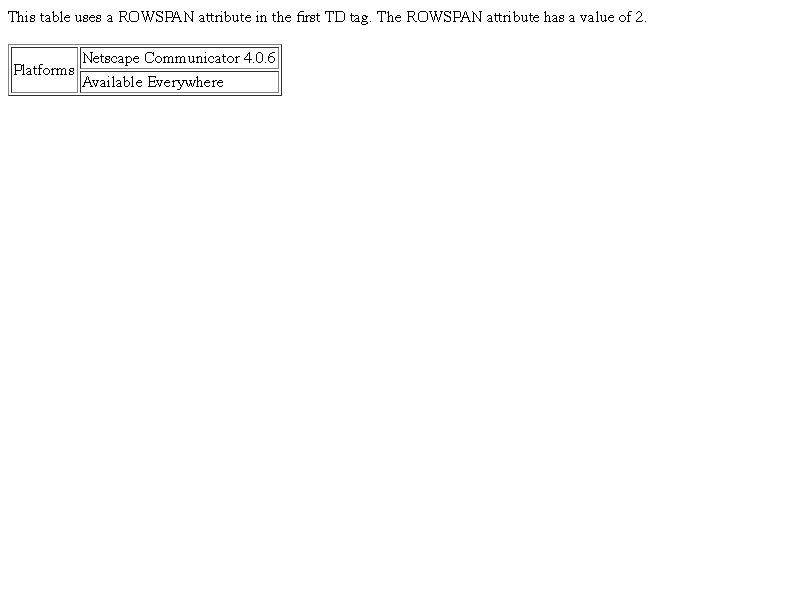 This table uses a ROWSPAN attribute in the first TD tag. The ROWSPAN attribute has a value of 2.
Platforms
Netscape Communicator 4.0.6
Available Everywhere